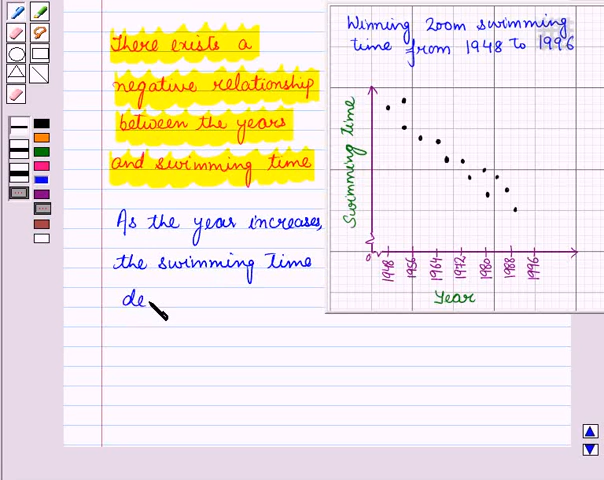 There exists a
negative relationship
between the years
and swimming time
As the year increases,
the swimming time
de
Winning 200m swimming
time from 1948 to 1996
Swimming time
0
1948
1956
1964
1972
1980
1988
1996
Year